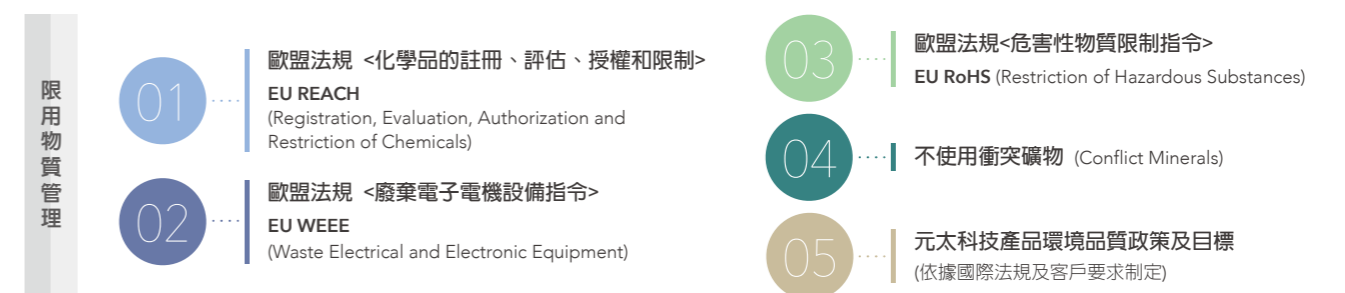 限用物質管理
01
歐盟法規 <化學品的註冊、評估、授權和限制>
EU REACH
(Registration, Evaluation, Authorization and
Restriction of Chemicals)
02
歐盟法規 <廢棄電子電機設備指令>
EU WEEE
(Waste Electrical and Electronic Equipment)
03
歐盟法規<危害性物質限制指令>
EU RoHS (Restriction of Hazardous Substances)
04
不使用衝突礦物 (Conflict Minerals)
05
元太科技產品環境品質政策及目標
(依據國際法規及客戶要求制定)